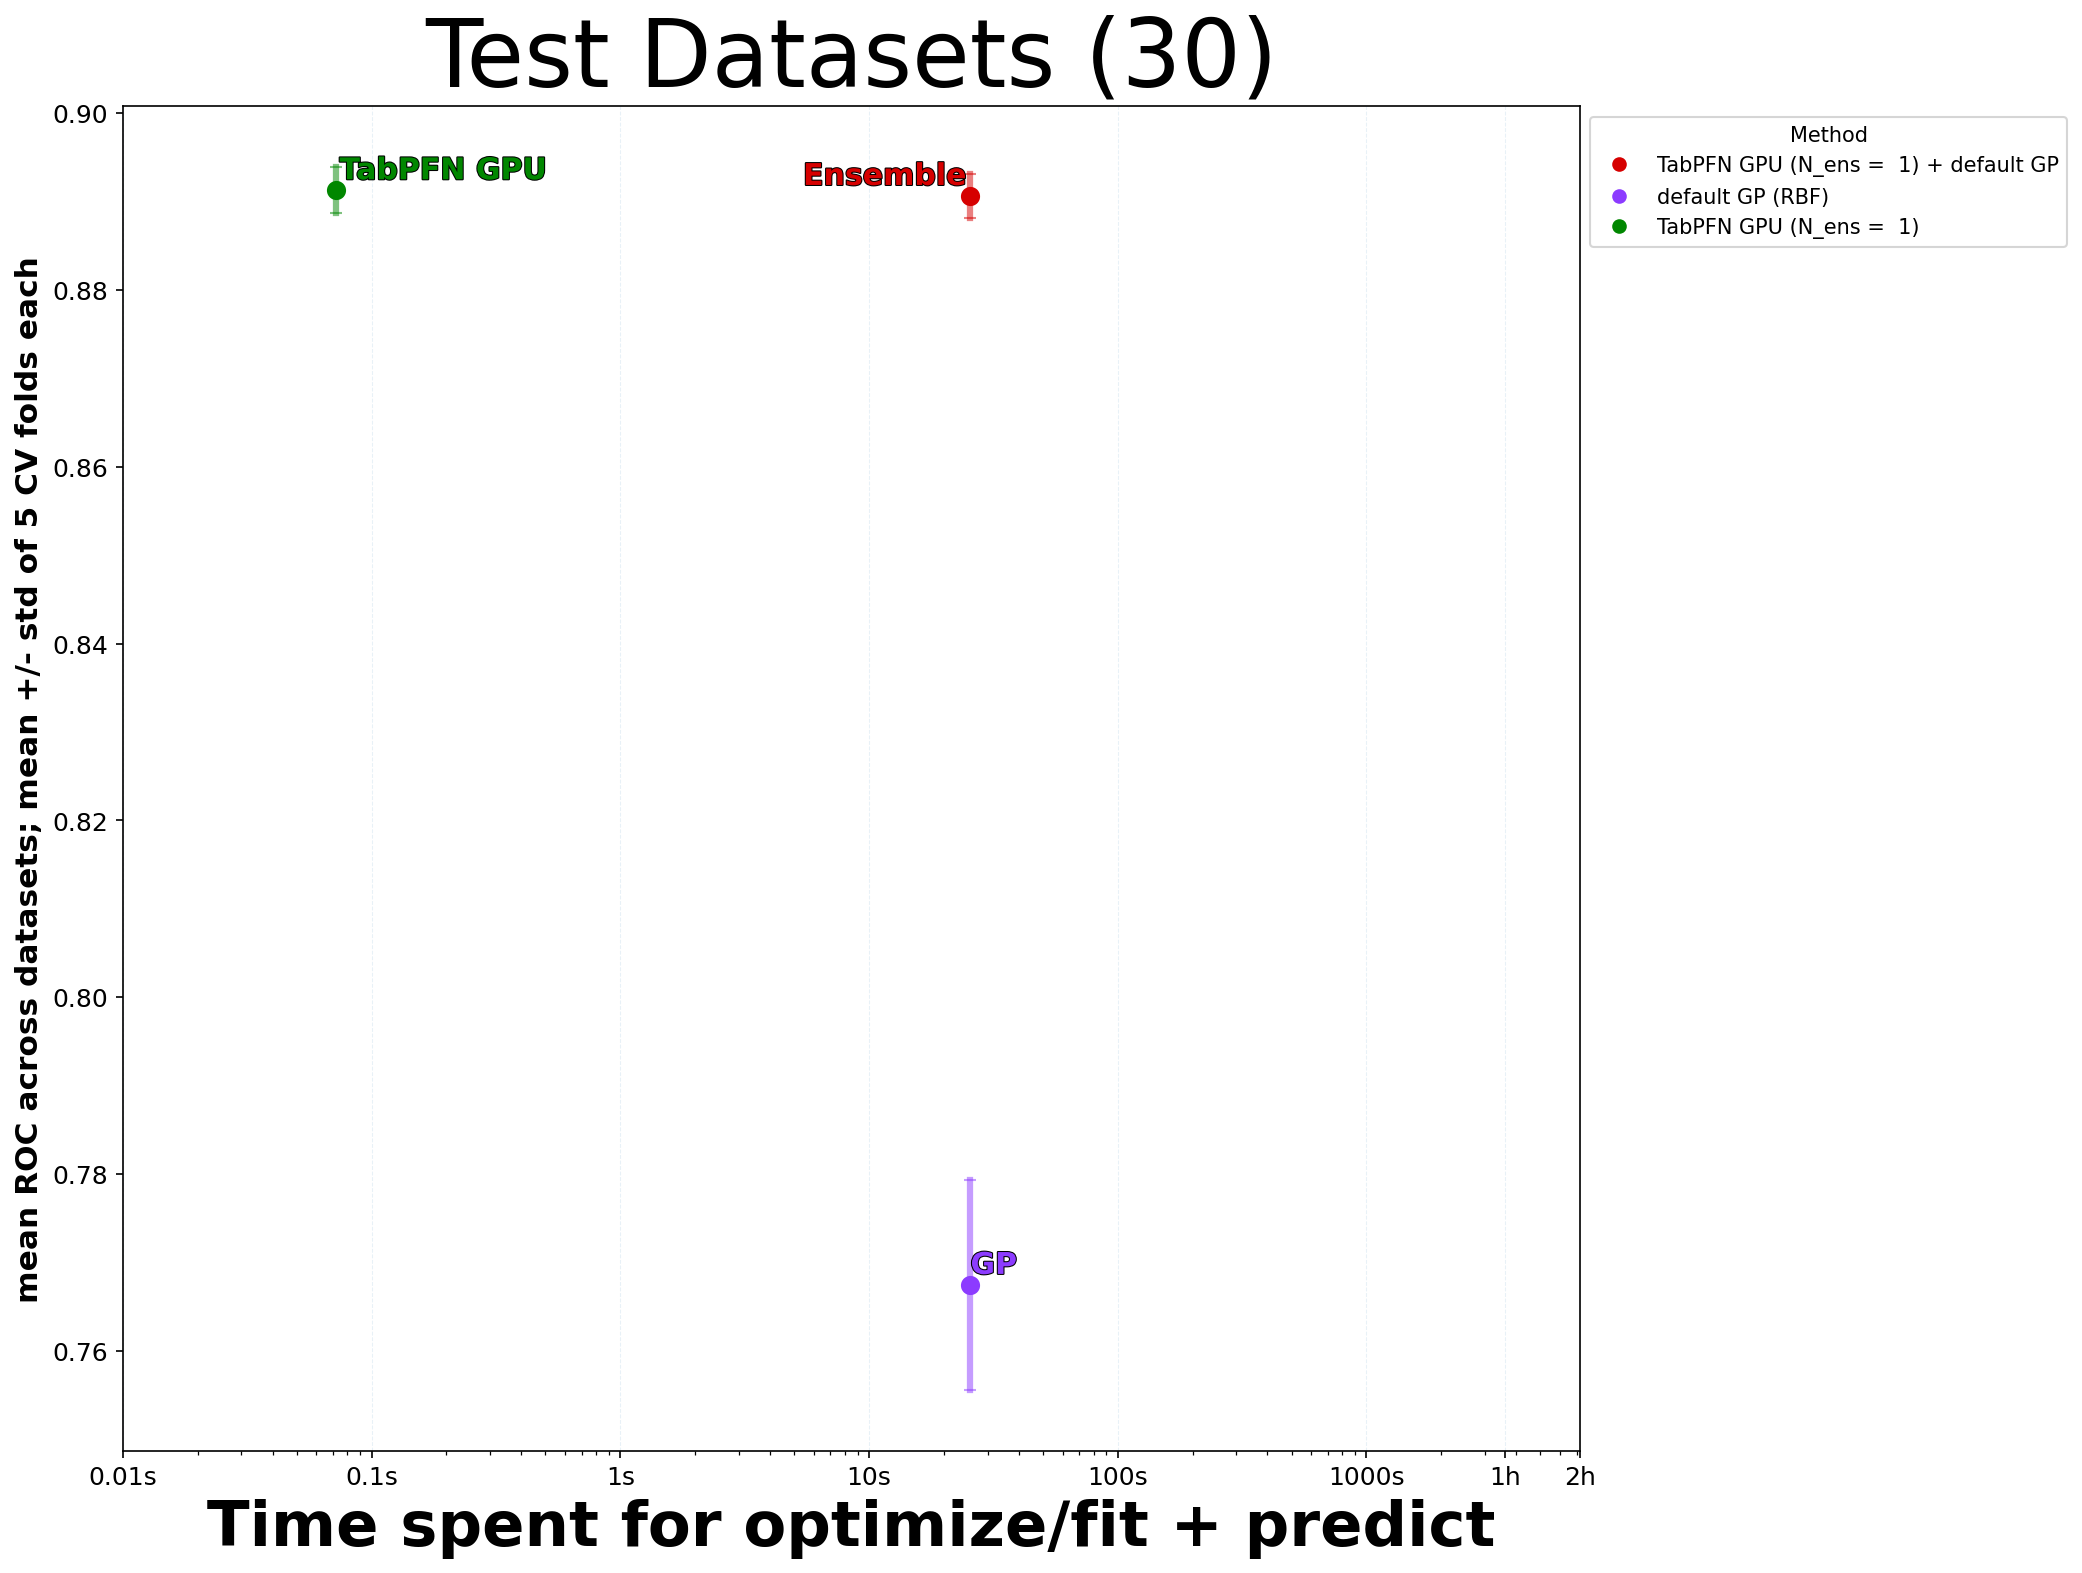 Test Datasets (30)
mean ROC across datasets; mean +/- std of 5 CV folds each
0.90
0.88
0.86
0.84
0.82
0.80
0.78
0.76
TabPFN GPU
Ensemble
GP
0.01s
0.1s
1s
10s
100s
1000s
1h
2h
Time spent for optimize/fit + predict
Method
TabPFN GPU (N_ens =  1) + default GP
default GP (RBF)
TabPFN GPU (N_ens =  1)